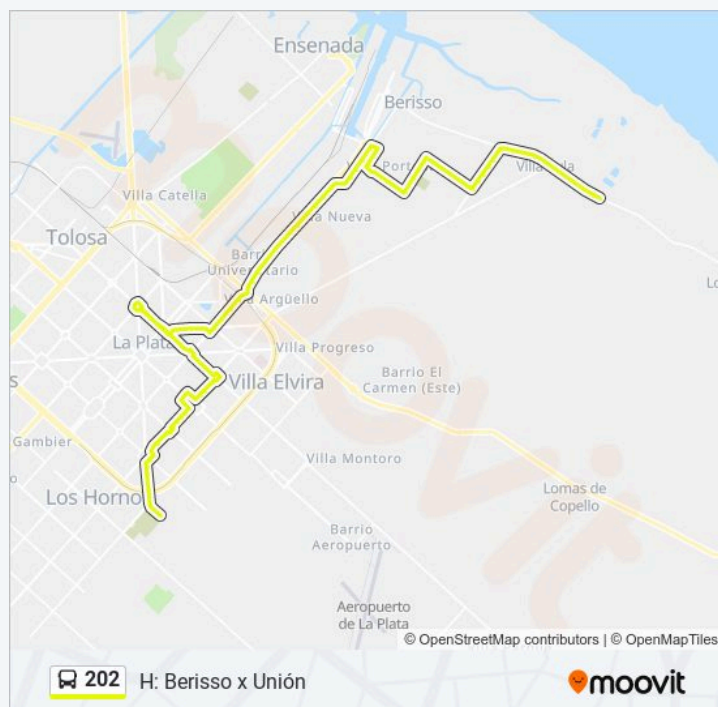 Ensenada
Berisso
Villa Catella
Villa Nueva
Tolosa
Universitario
Villa Argüello
La Plata
Villa Progreso
Villa Elvira
Barrio El
Carmen (Este)
Gambier
Villa Montoro
Los Horno
Lomas de
Copello
Barrio
Aeropuerto
Aeropuerto
de La Plata
© OpenStreetMap contributors | © OpenMapTiles
202 H: Berisso x Unión
moovit